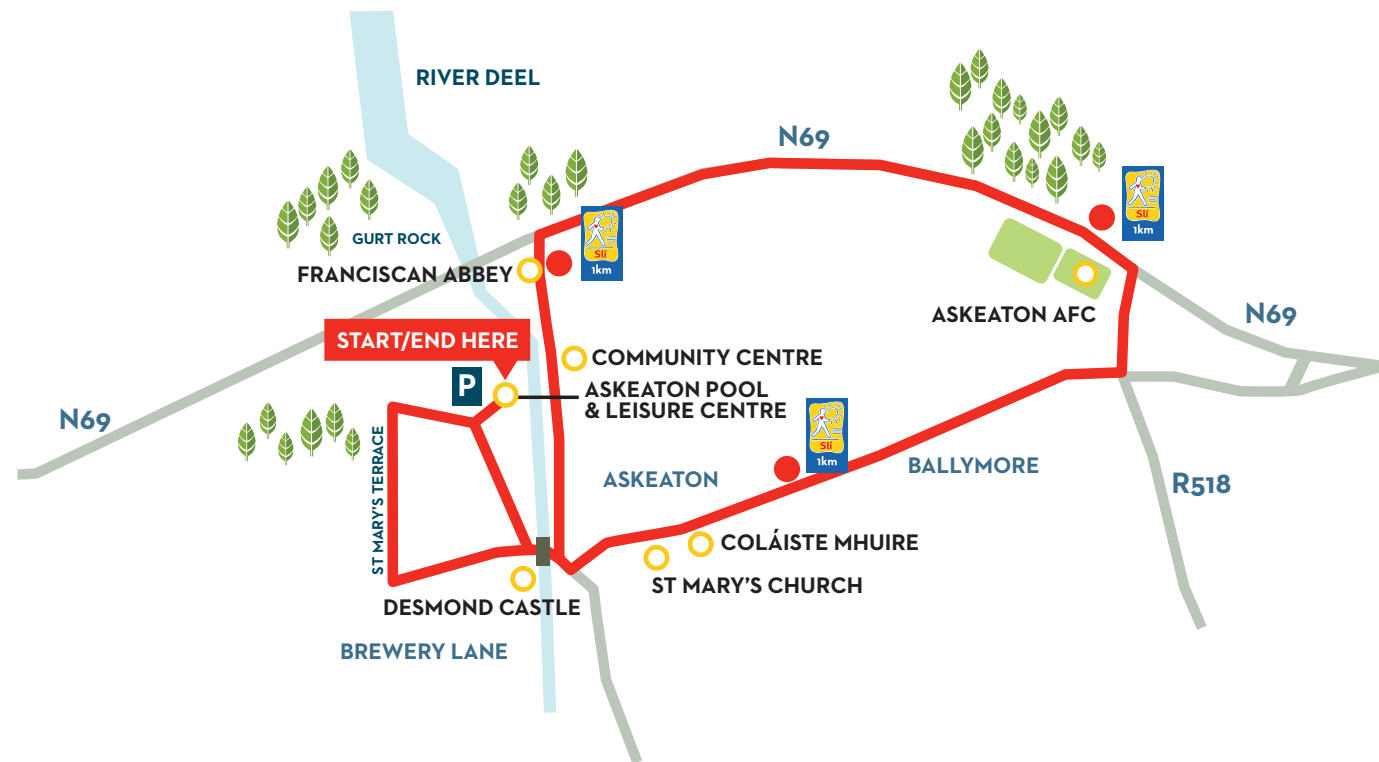 RIVER DEEL
N69
Slí
1km
Slí
1km
GURT ROCK
FRANCISCAN ABBEY
ASKEATON AFC
N69
START/END HERE
COMMUNITY CENTRE
P
ASKEATON POOL
& LEISURE CENTRE
N69
Slí
1km
ST MARY'S TERRACE
ASKEATON
BALLYMORE
R518
COLÁISTE MHUIRE
ST MARY'S CHURCH
DESMOND CASTLE
BREWERY LANE